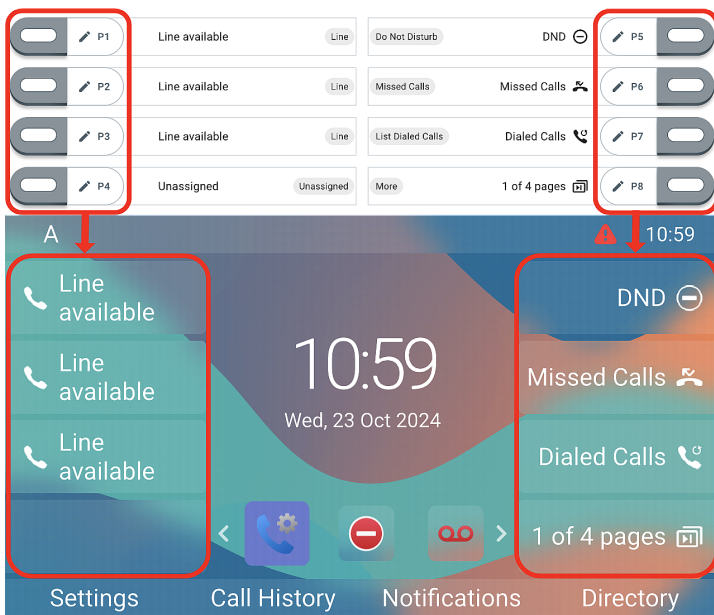 P1 Line available Line Do Not Disturb DND P5
P2 Line available Line Missed Calls Missed Calls P6
P3 Line available Line List Dialed Calls Dialed Calls P7
P4 Unassigned Unassigned More 1 of 4 pages P8
A 10:59
Line
available
DND
Line
available
Missed Calls
Line
available
Dialed Calls
1 of 4 pages
10:59
Wed, 23 Oct 2024
Settings Call History Notifications Directory